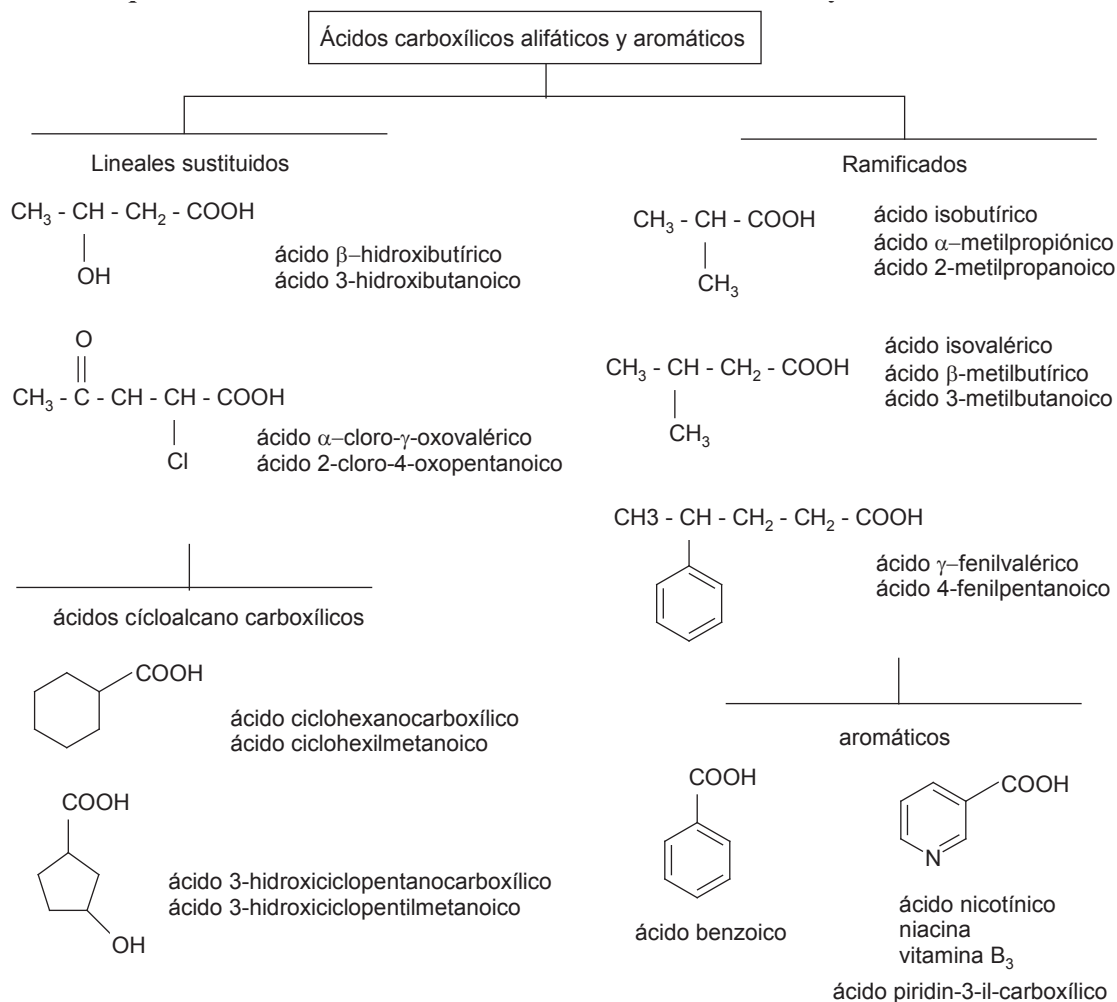 Ácidos carboxílicos alifáticos y aromáticos
Lineales sustituidos
CH₃ - CH - CH₂ - COOH
OH
ácido β–hidroxibutírico
ácido 3-hidroxibutanoico
O
CH₃ - C - CH - CH - COOH
Cl
ácido α–cloro-γ-oxovalérico
ácido 2-cloro-4-oxopentanoico
ácidos cícloalcano carboxílicos
COOH
ácido ciclohexanocarboxílico
ácido ciclohexilmetanoico
COOH
OH
ácido 3-hidroxiciclopentanocarboxílico
ácido 3-hidroxiciclopentilmetanoico
Ramificados
CH₃ - CH - COOH
CH₃
ácido isobutírico
ácido α–metilpropiónico
ácido 2-metilpropanoico
CH₃ - CH - CH₂ - COOH
CH₃
ácido isovalérico
ácido β-metilbutírico
ácido 3-metilbutanoico
CH3 - CH - CH₂ - CH₂ - COOH
ácido γ–fenilvalérico
ácido 4-fenilpentanoico
aromáticos
COOH
ácido benzoico
COOH
N
ácido nicotínico
niacina
vitamina B₃
ácido piridin-3-il-carboxílico